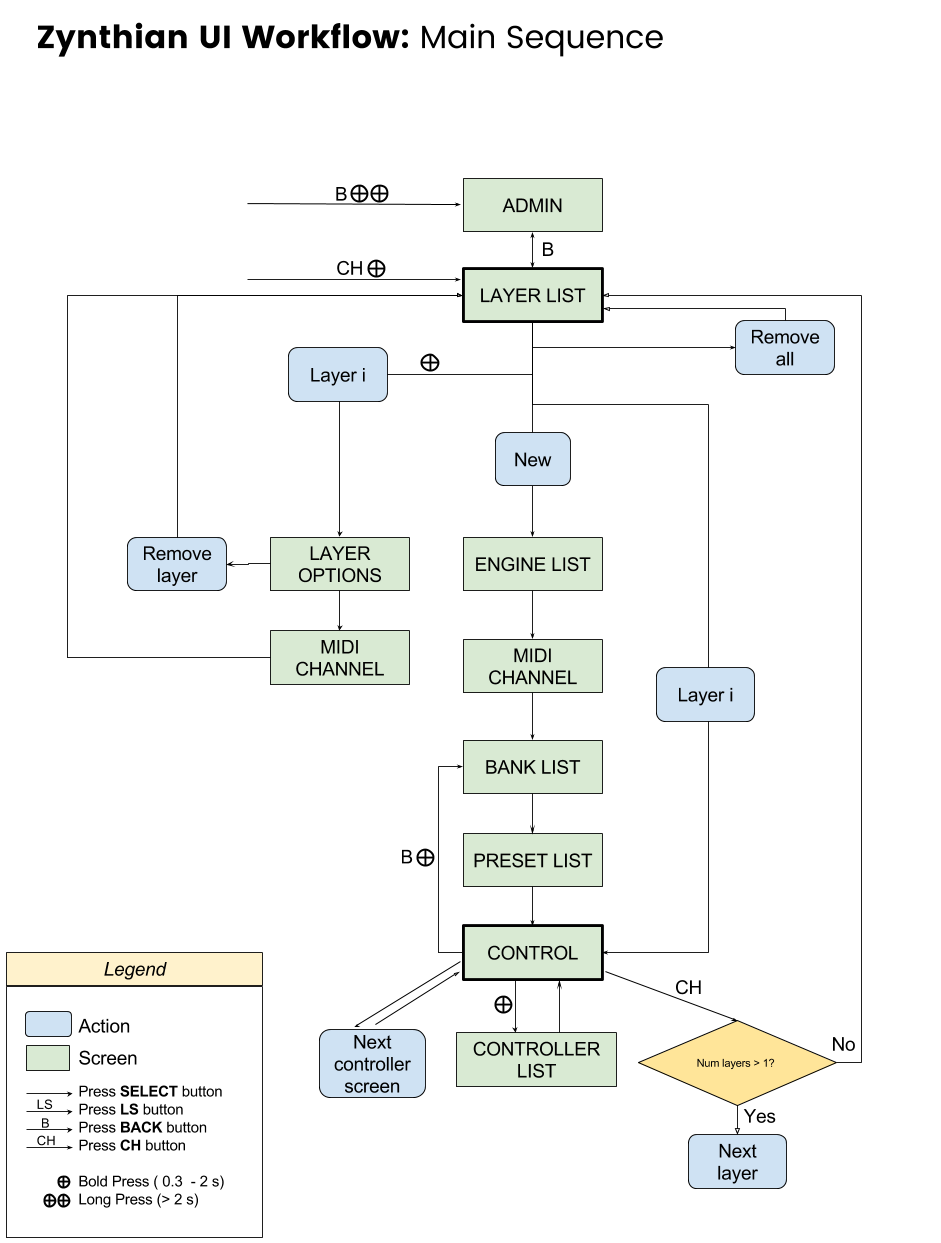 Zynthian UI Workflow: Main Sequence
B⊕⊕
ADMIN
B
CH ⊕
LAYER LIST
Remove
all
⊕
Layer i
New
Remove
layer
LAYER
OPTIONS
ENGINE LIST
MIDI
CHANNEL
MIDI
CHANNEL
Layer i
BANK LIST
B⊕
PRESET LIST
CONTROL
CH
⊕
Next
controller
screen
CONTROLLER
LIST
Num layers > 1?
No
Yes
Next
layer
Legend
Action
Screen
Press SELECT button
LS Press LS button
B Press BACK button
CH Press CH button
⊕ Bold Press ( 0.3 - 2 s)
⊕⊕ Long Press (> 2 s)